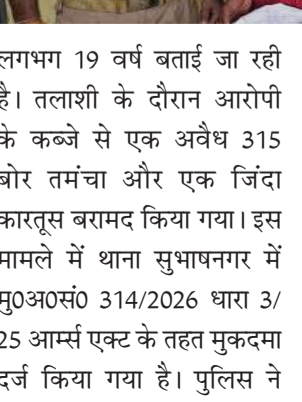 लगभग 19 वर्ष बताई जा रही
है। तलाशी के दौरान आरोपी
के कब्जे से एक अवैध 315
बोर तमंचा और एक जिंदा
कारतूस बरामद किया गया। इस
मामले में थाना सुभाषनगर में
मु0अ0सं0 314/2026 धारा 3/
25 आर्म्स एक्ट के तहत मुकदमा
दर्ज किया गया है। पुलिस ने